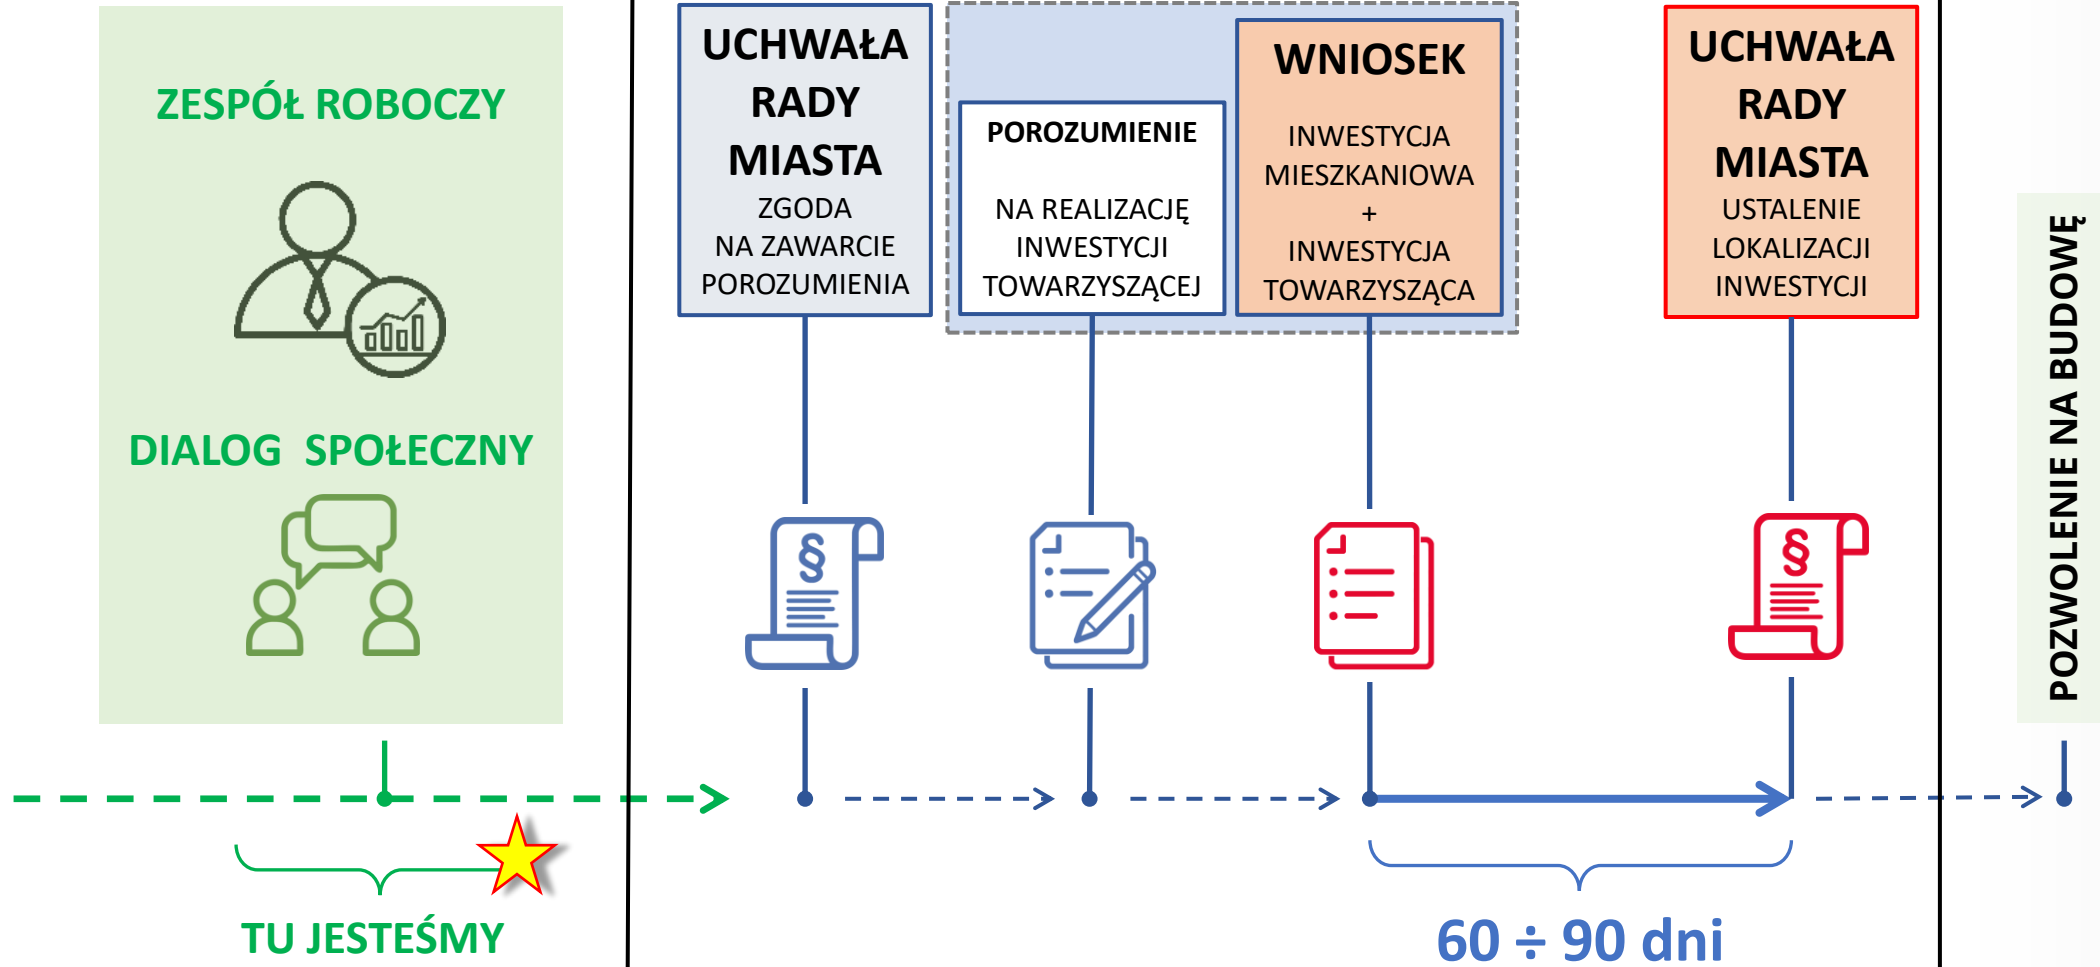 ZESPÓŁ ROBOCZY
DIALOG SPOŁECZNY
UCHWAŁA
RADY
MIASTA
ZGODA
NA ZAWARCIE
POROZUMIENIA
POROZUMIENIE
NA REALIZACJĘ
INWESTYCJI
TOWARZYSZĄCEJ
WNIOSEK
INWESTYCJA
MIESZKANIOWA
+
INWESTYCJA
TOWARZYSZĄCA
UCHWAŁA
RADY
MIASTA
USTALENIE
LOKALIZACJI
INWESTYCJI
POZWOLENIE NA BUDOWĘ
§
§
TU JESTEŚMY
60 ÷ 90 dni